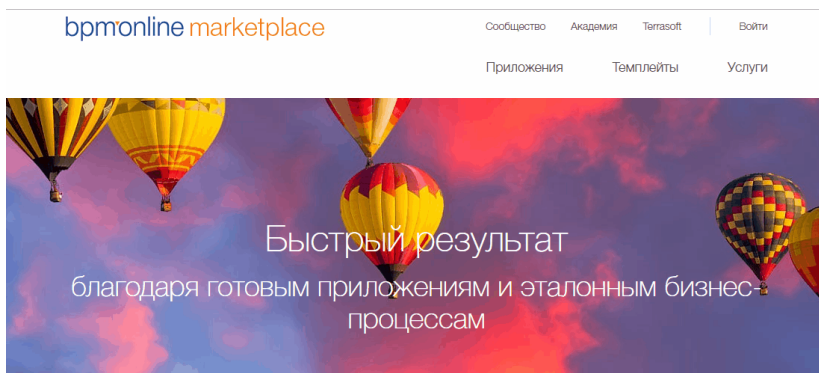 bpm'online marketplace
Сообщество Академия Terrasoft Войти
Приложения Темплейты Услуги
Быстрый результат
благодаря готовым приложениям и эталонным бизнес-
процессам